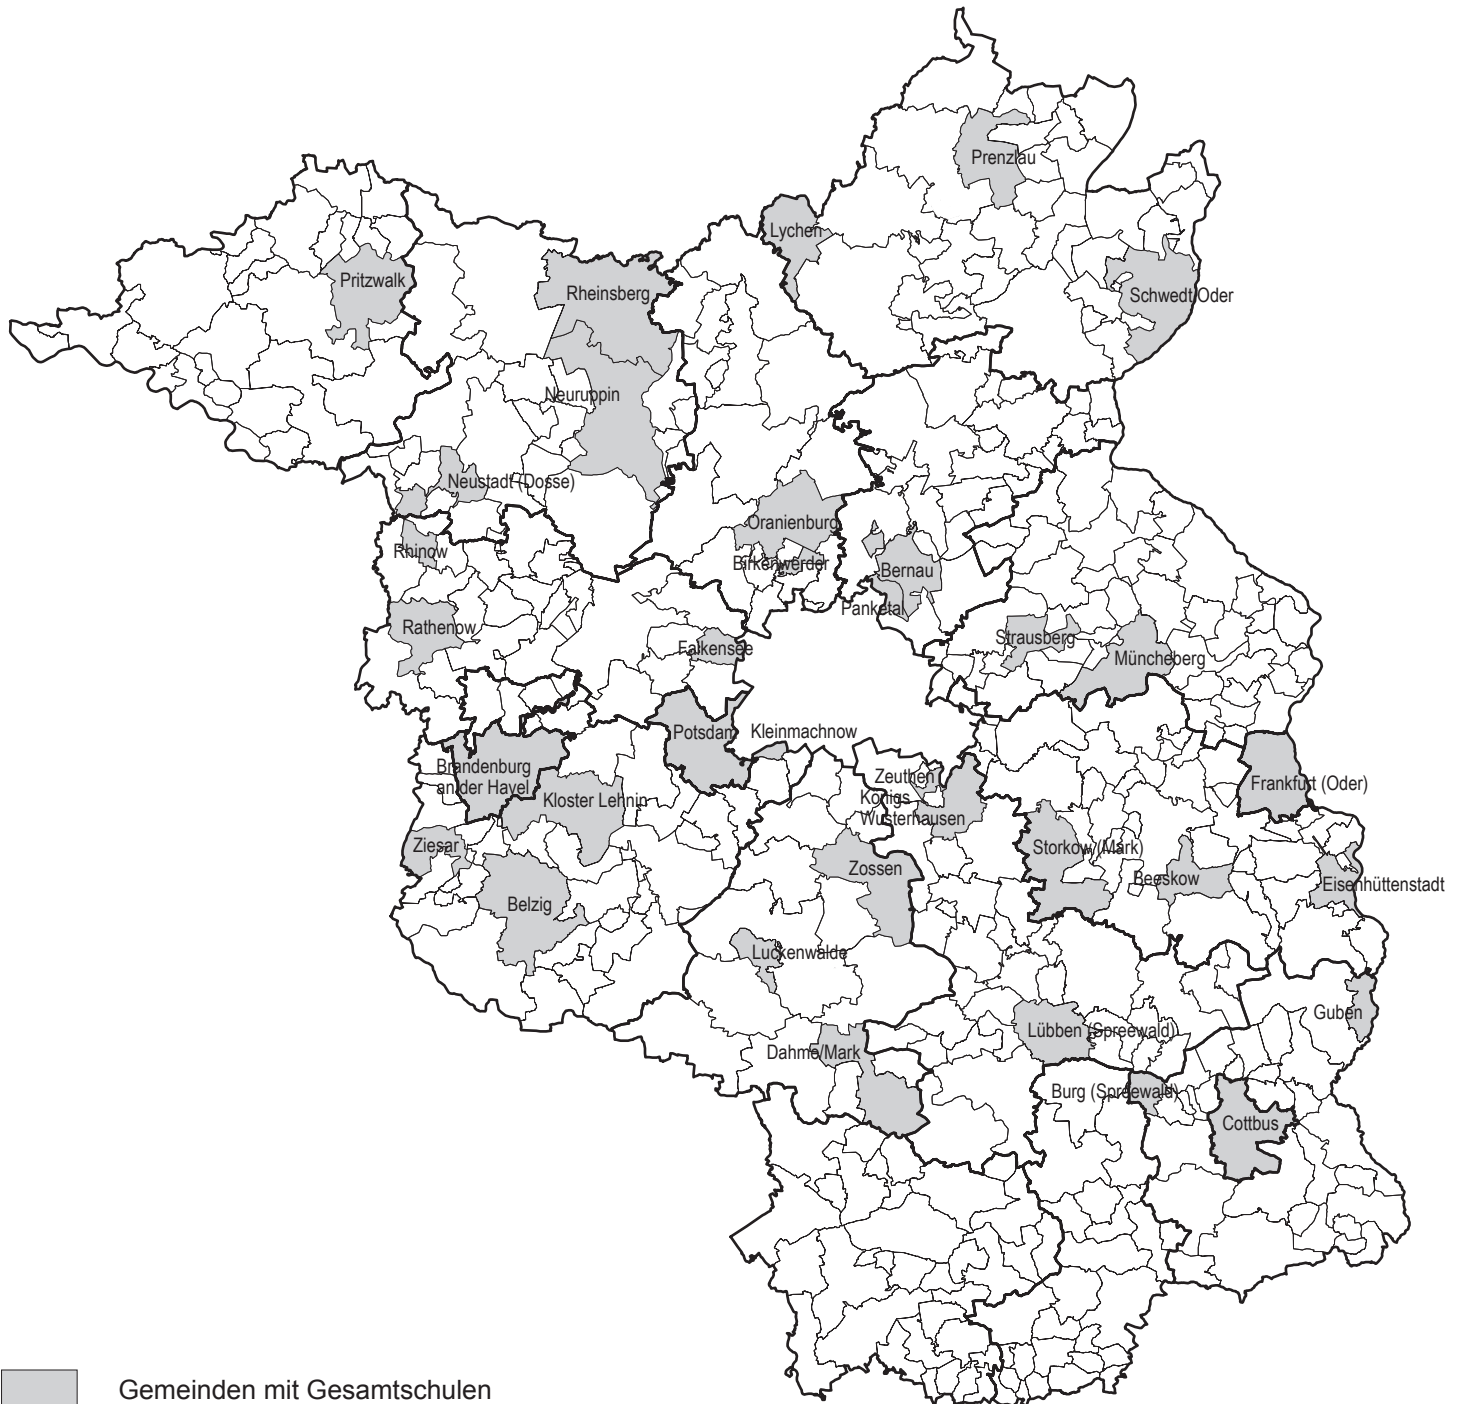 Prenzlau
Lychen
Pritzwalk
Rheinsberg
Schwedt/Oder
Neuruppin
Neustadt (Dosse)
Oranienburg
Rhinow
Birkenwerder
Bernau
Panketal
Rathenow
Strausberg
Falkensee
Müncheberg
Potsdam
Kleinmachnow
Brandenburg
an der Havel
Zeuthen
Frankfurt (Oder)
Königs
Wusterhausen
Kloster Lehnin
Ziesar
Storkow (Mark)
Zossen
Beeskow
Eisenhüttenstadt
Belzig
Luckenwalde
Guben
Lübben (Spreewald)
Dahme/Mark
Burg (Spreewald)
Cottbus
Gemeinden mit Gesamtschulen